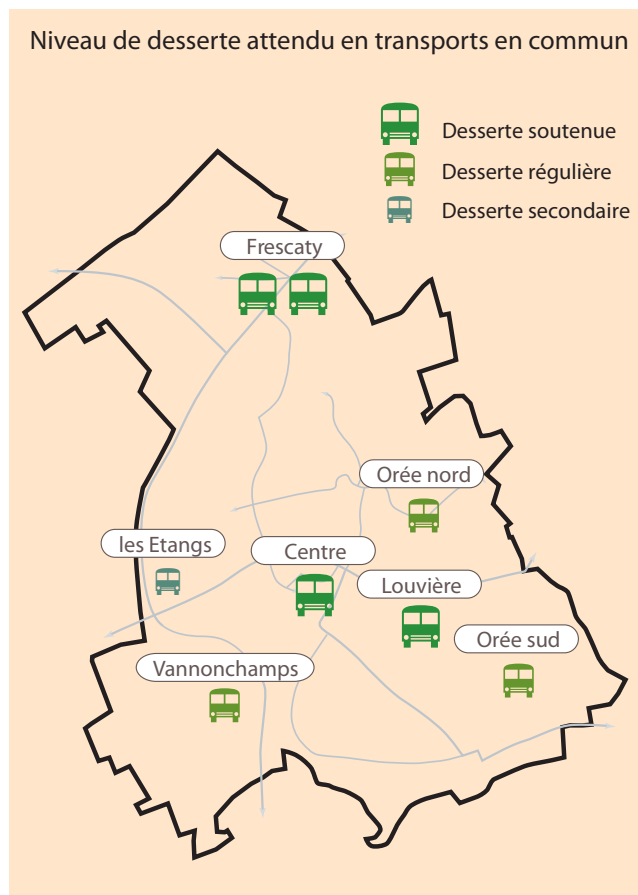 Niveau de desserte attendu en transports en commun
Desserte soutenue
Desserte régulière
Desserte secondaire
Frescaty
Orée nord
les Etangs
Centre
Louvière
Orée sud
Vannonchamps